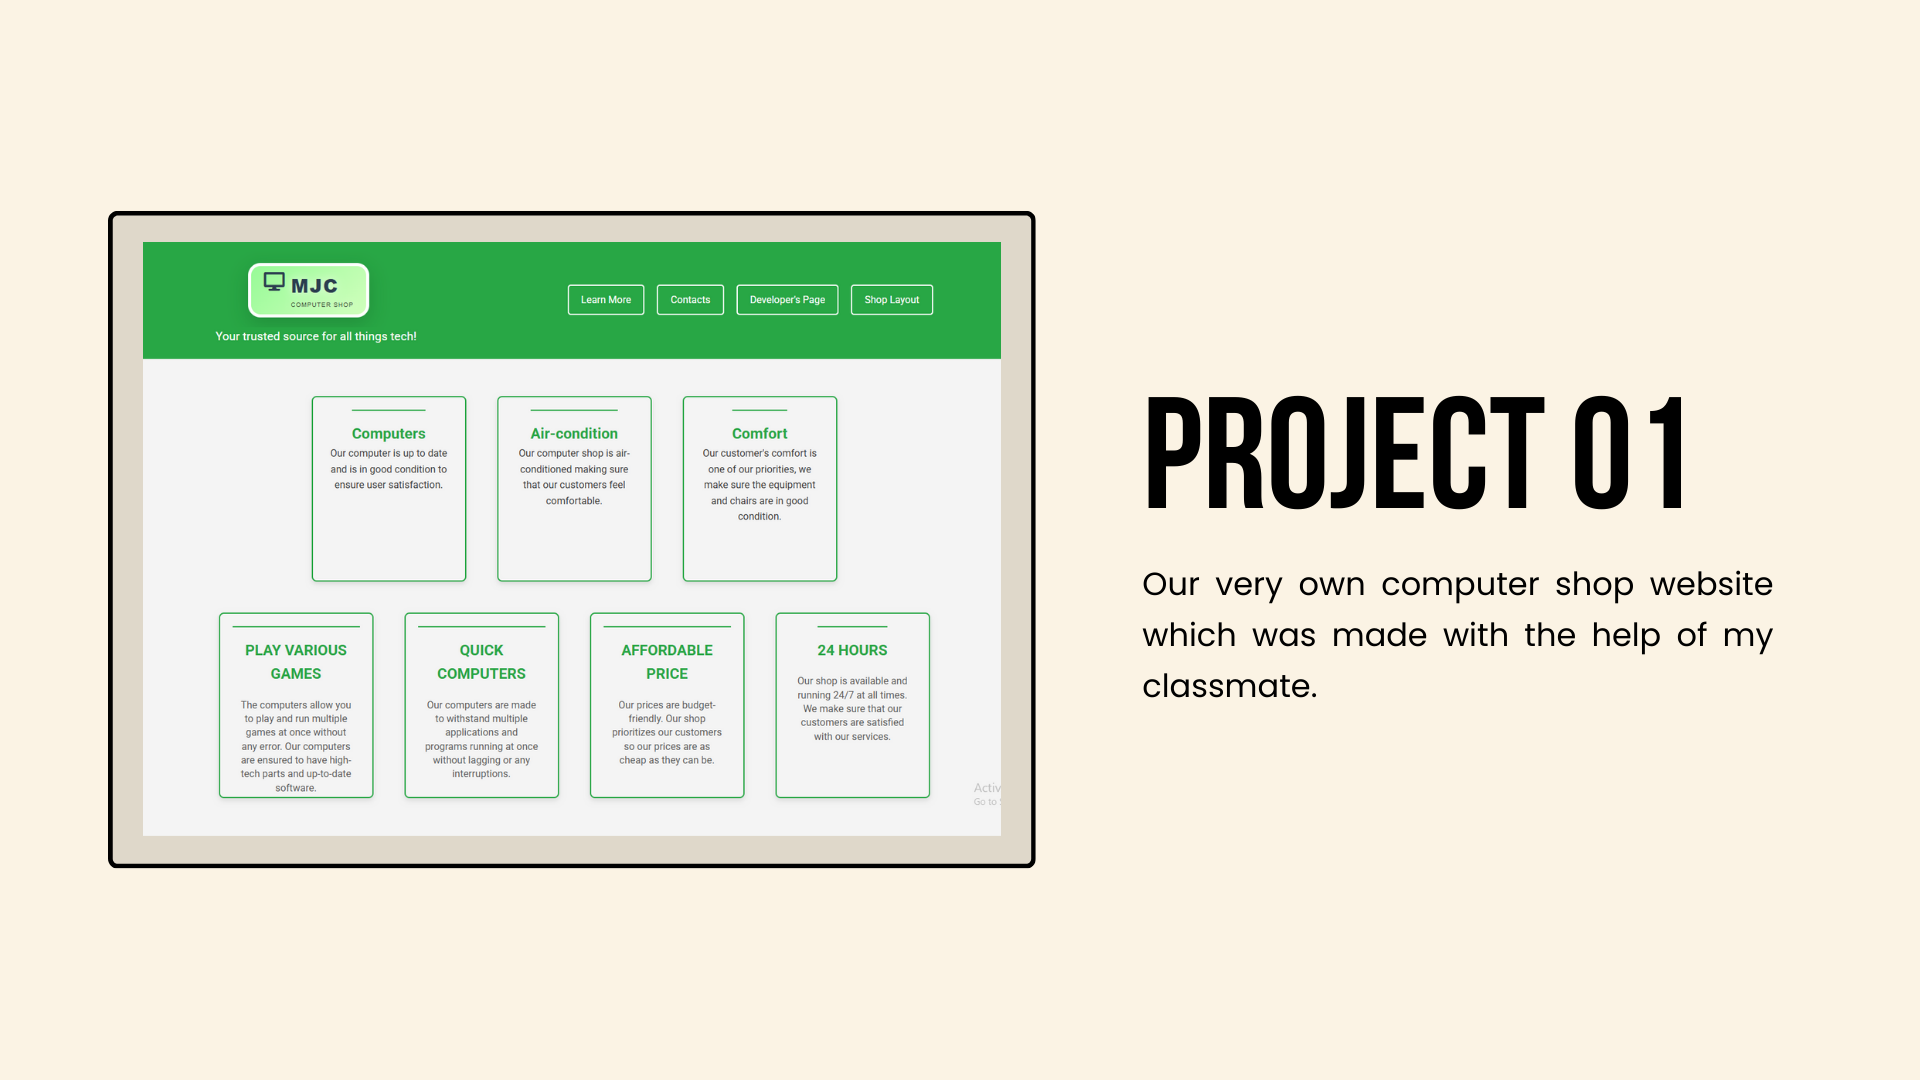 MJC
COMPUTER SHOP
Your trusted source for all things tech!
Learn More
Contacts
Developer's Page
Shop Layout
Computers
Our computer is up to date
and is in good condition to
ensure user satisfaction.
Air-condition
Our computer shop is air-
conditioned making sure
that our customers feel
comfortable.
Comfort
Our customer's comfort is
one of our priorities, we
make sure the equipment
and chairs are in good
condition.
PLAY VARIOUS
GAMES
The computers allow you
to play and run multiple
games at once without
any error. Our computers
are ensured to have high-
tech parts and up-to-date
software.
QUICK
COMPUTERS
Our computers are made
to withstand multiple
applications and
programs running at once
without lagging or any
interruptions.
AFFORDABLE
PRICE
Our prices are budget-
friendly. Our shop
prioritizes our customers
so our prices are as
cheap as they can be.
24 HOURS
Our shop is available and
running 24/7 at all times.
We make sure that our
customers are satisfied
with our services.
Activ
Go to
PROJECT 01
Our very own computer shop website
which was made with the help of my
classmate.